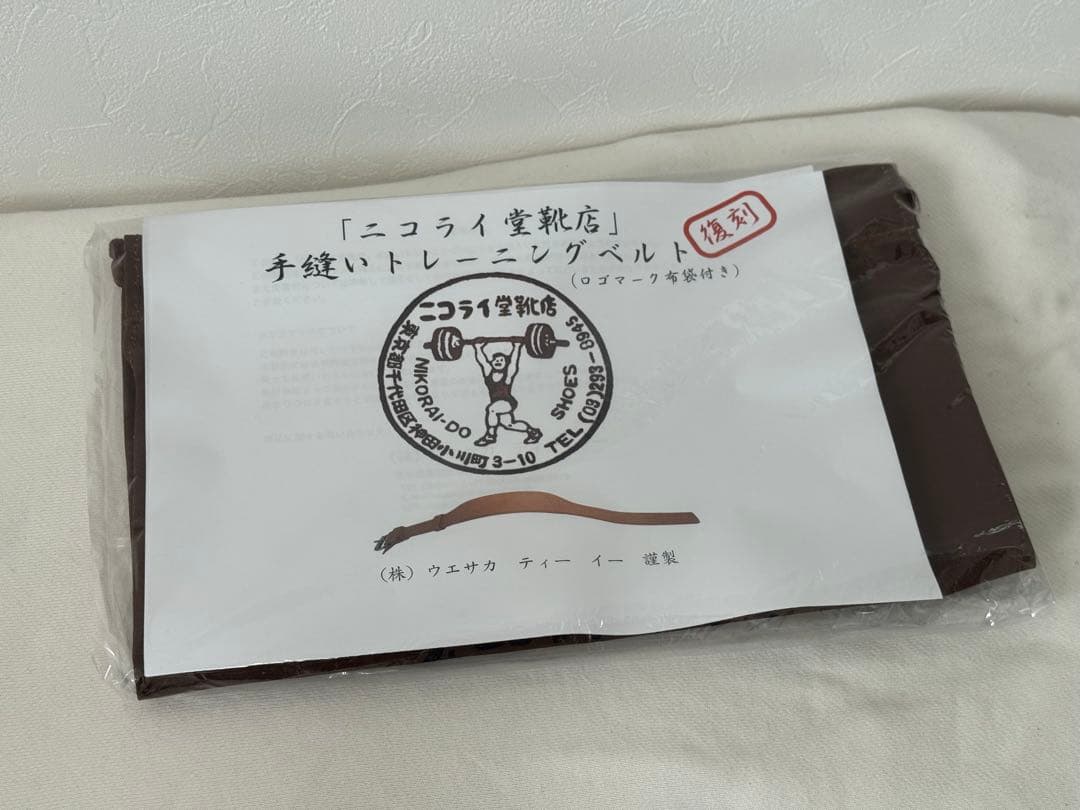 「ニコライ堂靴店」
復刻
手縫いトレーニングベルト
(ロゴマーク布袋付き)
ニコライ堂靴店
NIKORAI-DO SHOES
東京都千代田区神田小川町3-10 TEL(03)293-8945
(株) ウエサカ ティー イー 謹製